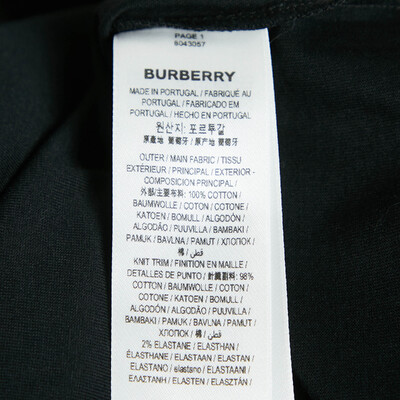 PAGE 1
8043057
BURBERRY
MADE IN PORTUGAL / FABRIQUÉ AU
PORTUGAL / FABRICADO EM
PORTUGAL / HECHO EN PORTUGAL
원산지: 포르투갈
原產地: 葡萄牙 / 原产地: 葡萄牙
OUTER / MAIN FABRIC / TISSU
EXTÉRIEUR / PRINCIPAL / EXTERIOR -
COMPOSICIÓN PRINCIPAL /
外部/主要布料: 100% COTTON /
BAUMWOLLE / COTON / COTONE /
KATOEN / BOMULL / ALGODÓN /
ALGODÃO / PUUVILLA / BAMBAKI /
PAMUK / BAVLNA / PAMUT / ХЛОПОК /
棉 / قطن /
KNIT TRIM / FINITION EN MAILLE /
DETALLES DE PUNTO / 針織副料: 98%
COTTON / BAUMWOLLE / COTON /
COTONE / KATOEN / BOMULL /
ALGODÓN / ALGODÃO / PUUVILLA /
BAMBAKI / PAMUK / BAVLNA / PAMUT /
ХЛОПОК / 棉 / قطن /
2% ELASTANE / ELASTHAN /
ÉLASTHANNE / ELASTAAN / ELASTAN /
ELASTANO / elastano / ELASTAANI /
ΕΛΑΣΤΑΝΗ / ELASTEN / ELASZTÁN /